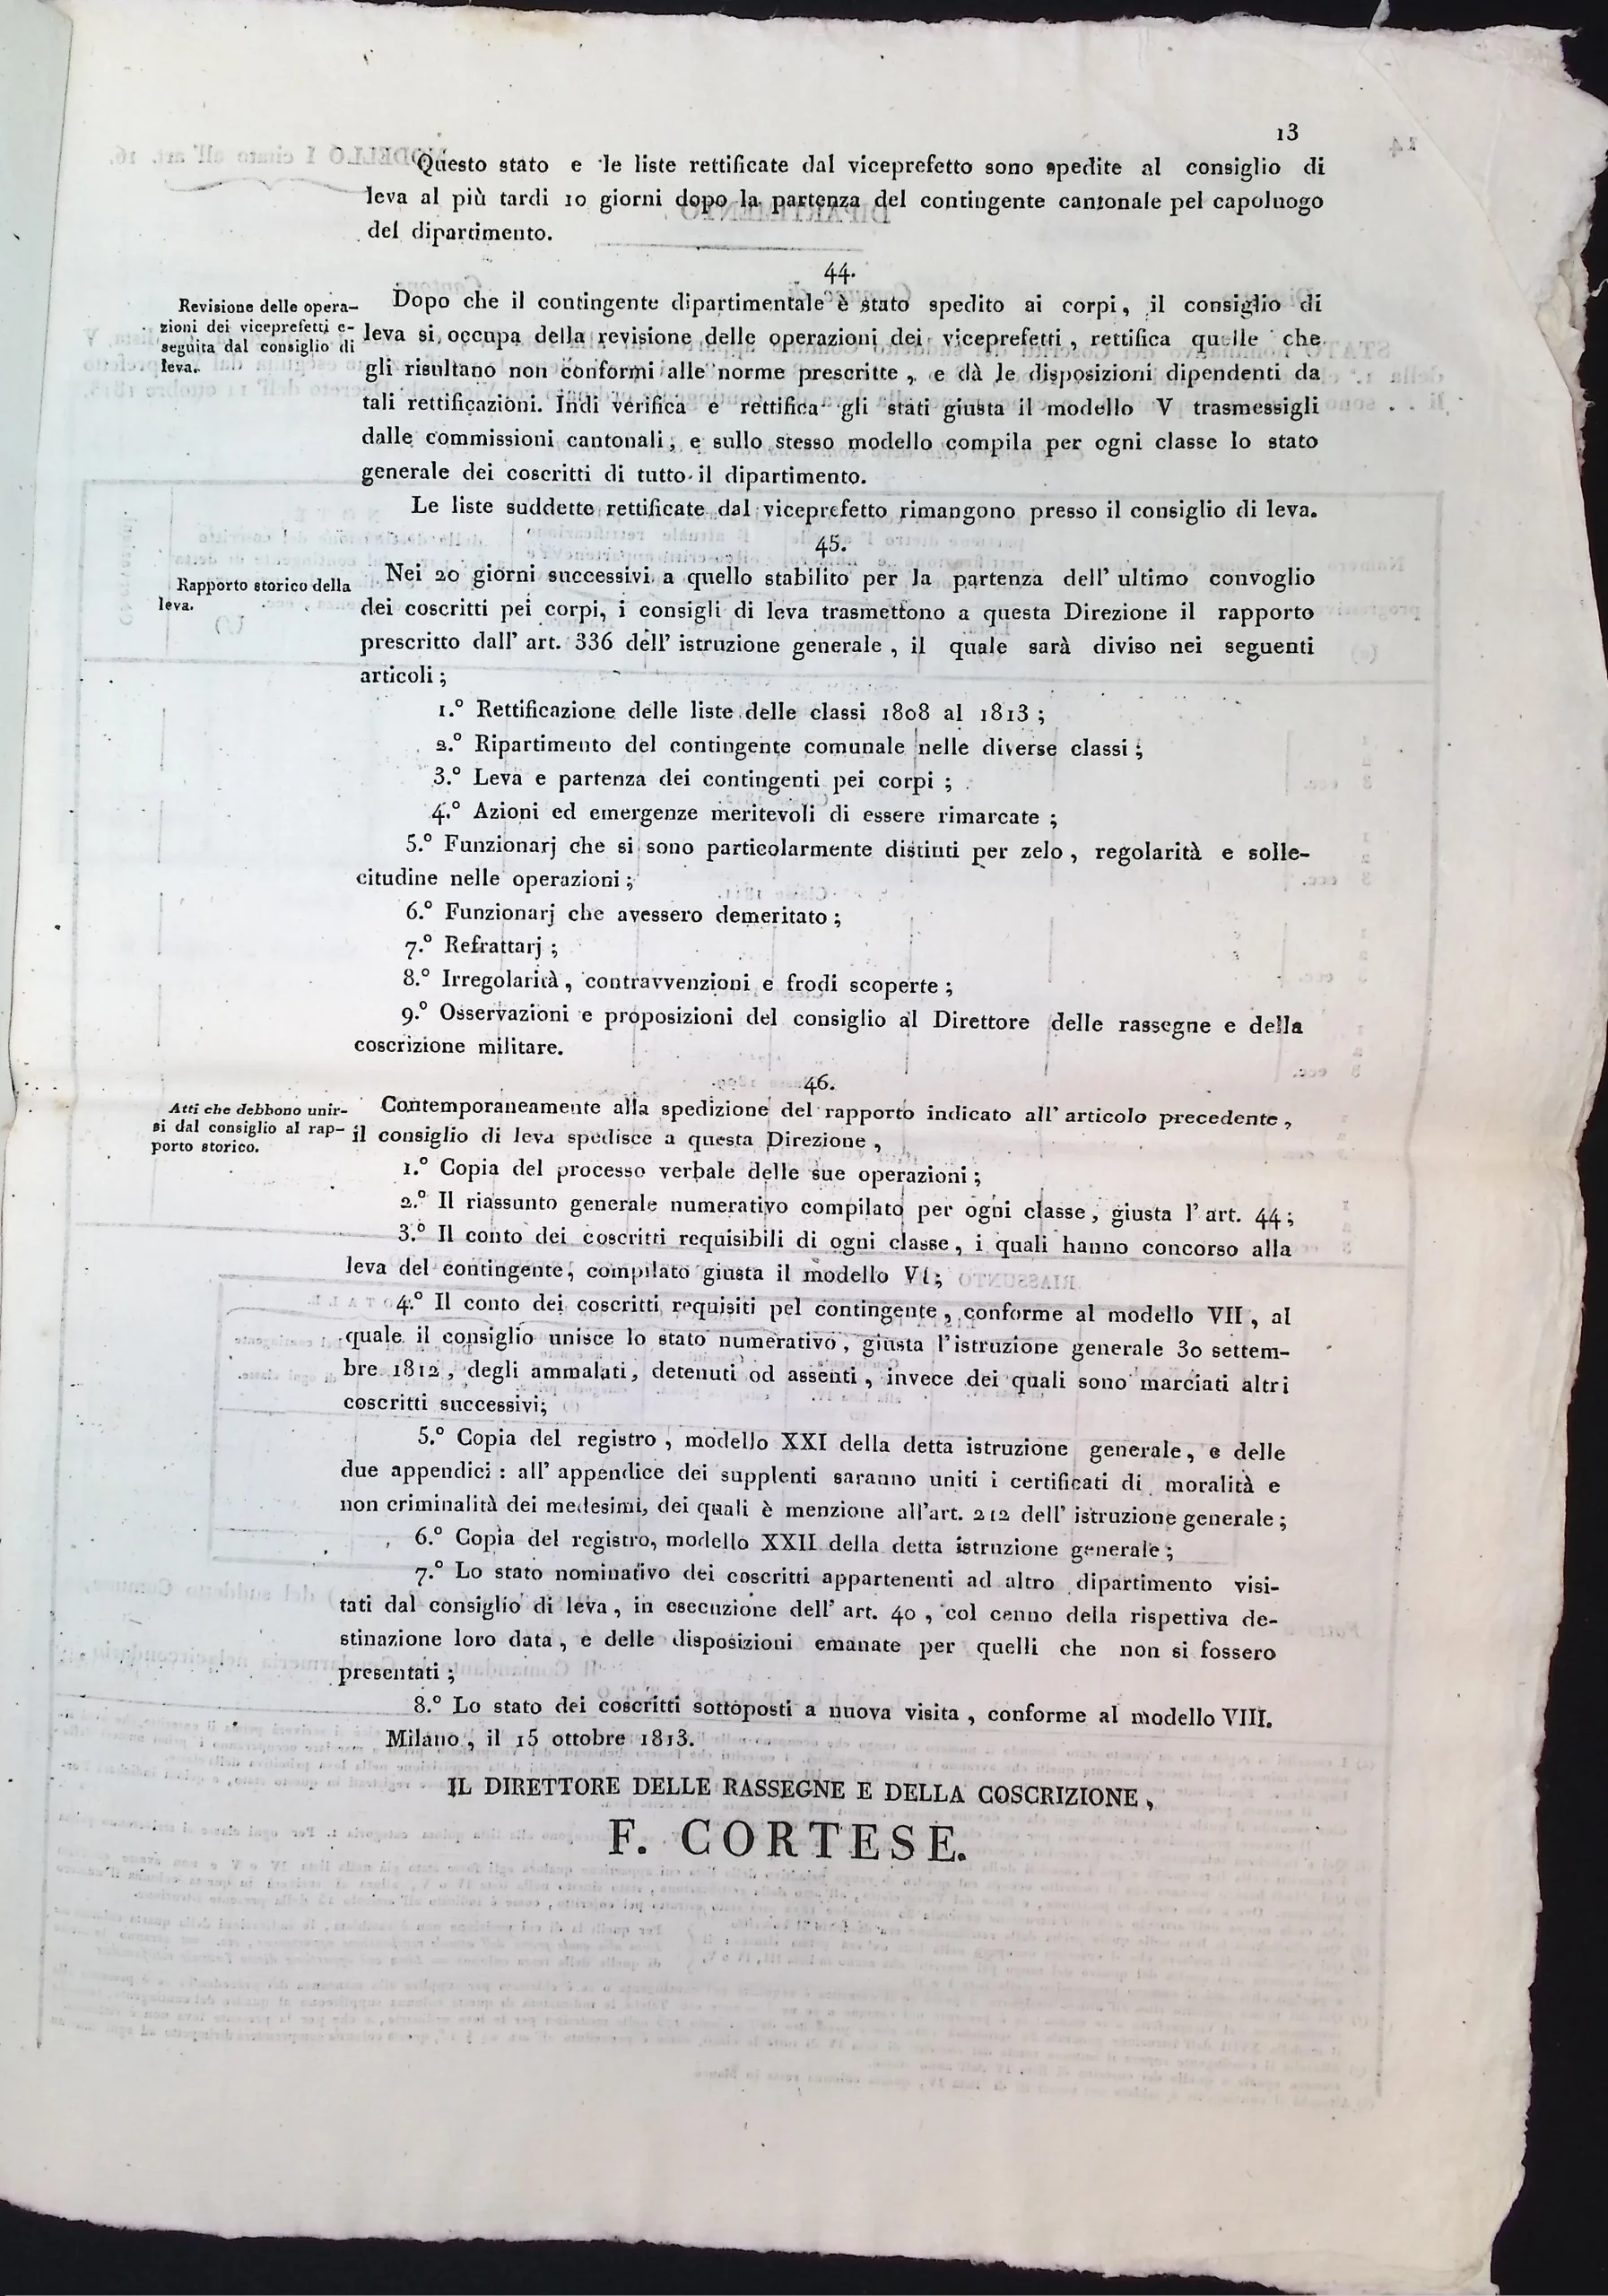 13
Questo stato e le liste rettificate dal viceprefetto sono spedite al consiglio di
leva al più tardi 10 giorni dopo la partenza del contingente cantonale pel capoluogo
del dipartimento.
44.
Revisione delle opera-
zioni dei viceprefetti e-
seguita dal consiglio di
leva.
Dopo che il contingente dipartimentale è stato spedito ai corpi, il consiglio di
leva si occupa della revisione delle operazioni dei viceprefetti, rettifica quelle che
gli risultano non conformi alle norme prescritte, e dà le disposizioni dipendenti da
tali rettificazioni. Indi verifica e rettifica gli stati giusta il modello V trasmessigli
dalle commissioni cantonali; e sullo stesso modello compila per ogni classe lo stato
generale dei coscritti di tutto il dipartimento.
Le liste suddette rettificate dal viceprefetto rimangono presso il consiglio di leva.
45.
Rapporto storico della
leva.
Nei 20 giorni successivi a quello stabilito per la partenza dell' ultimo convoglio
dei coscritti pei corpi, i consigli di leva trasmettono a questa Direzione il rapporto
prescritto dall' art. 336 dell' istruzione generale, il quale sarà diviso nei seguenti
articoli;
1.° Rettificazione delle liste delle classi 1808 al 1813;
2.° Ripartimento del contingente comunale nelle diverse classi;
3.° Leva e partenza dei contingenti pei corpi;
4.° Azioni ed emergenze meritevoli di essere rimarcate;
5.° Funzionarj che si sono particolarmente distinti per zelo, regolarità e solle-
citudine nelle operazioni;
6.° Funzionarj che avessero demeritato;
7.° Refrattarj;
8.° Irregolarità, contravvenzioni e frodi scoperte;
9.° Osservazioni e proposizioni del consiglio al Direttore delle rassegne e della
coscrizione militare.
46.
Atti che debbono unir-
si dal consiglio al rap-
porto storico.
Contemporaneamente alla spedizione del rapporto indicato all' articolo precedente,
il consiglio di leva spedisce a questa Direzione,
1.° Copia del processo verbale delle sue operazioni;
2.° Il riassunto generale numerativo compilato per ogni classe, giusta l' art. 44;
3.° Il conto dei coscritti requisibili di ogni classe, i quali hanno concorso alla
leva del contingente, compilato giusta il modello VI;
4.° Il conto dei coscritti requisiti pel contingente, conforme al modello VII, al
quale il consiglio unisce lo stato numerativo, giusta l'istruzione generale 30 settem-
bre 1812, degli ammalati, detenuti od assenti, invece dei quali sono marciati altri
coscritti successivi;
5.° Copia del registro, modello XXI della detta istruzione generale, e delle
due appendici: all' appendice dei supplenti saranno uniti i certificati di moralità e
non criminalità dei medesimi, dei quali è menzione all'art. 212 dell' istruzione generale;
6.° Copia del registro, modello XXII della detta istruzione generale;
7.° Lo stato nominativo dei coscritti appartenenti ad altro dipartimento visi-
tati dal consiglio di leva, in esecuzione dell' art. 40, col cenno della rispettiva de-
stinazione loro data, e delle disposizioni emanate per quelli che non si fossero
presentati;
8.° Lo stato dei coscritti sottoposti a nuova visita, conforme al modello VIII.
Milano, il 15 ottobre 1813.
IL DIRETTORE DELLE RASSEGNE E DELLA COSCRIZIONE,
F. CORTESE.